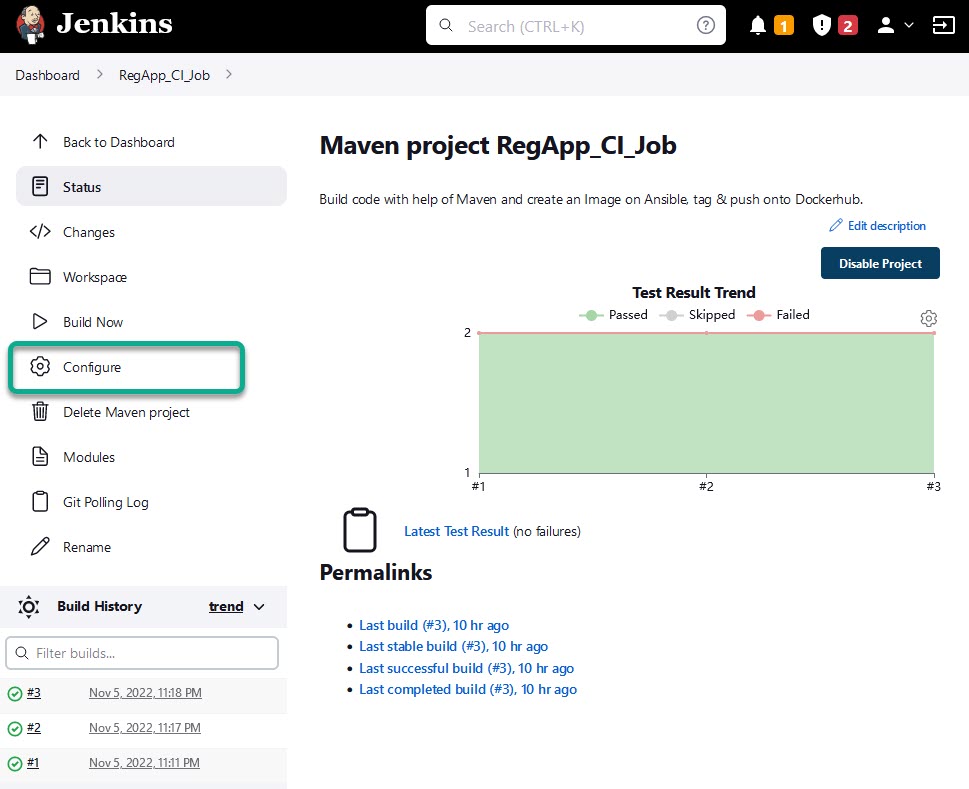 Jenkins
Search (CTRL+K)
?
1
2
Dashboard
RegApp_CI_Job
Back to Dashboard
Status
Changes
Workspace
Build Now
Configure
Delete Maven project
Modules
Git Polling Log
Rename
Build History
trend
Filter builds...
#3 Nov 5, 2022, 11:18 PM
#2 Nov 5, 2022, 11:17 PM
#1 Nov 5, 2022, 11:11 PM
Maven project RegApp_CI_Job
Build code with help of Maven and create an Image on Ansible, tag & push onto Dockerhub.
Edit description
Disable Project
Test Result Trend
Passed Skipped Failed
2
1
#1 #2 #3
Latest Test Result (no failures)
Permalinks
• Last build (#3), 10 hr ago
• Last stable build (#3), 10 hr ago
• Last successful build (#3), 10 hr ago
• Last completed build (#3), 10 hr ago